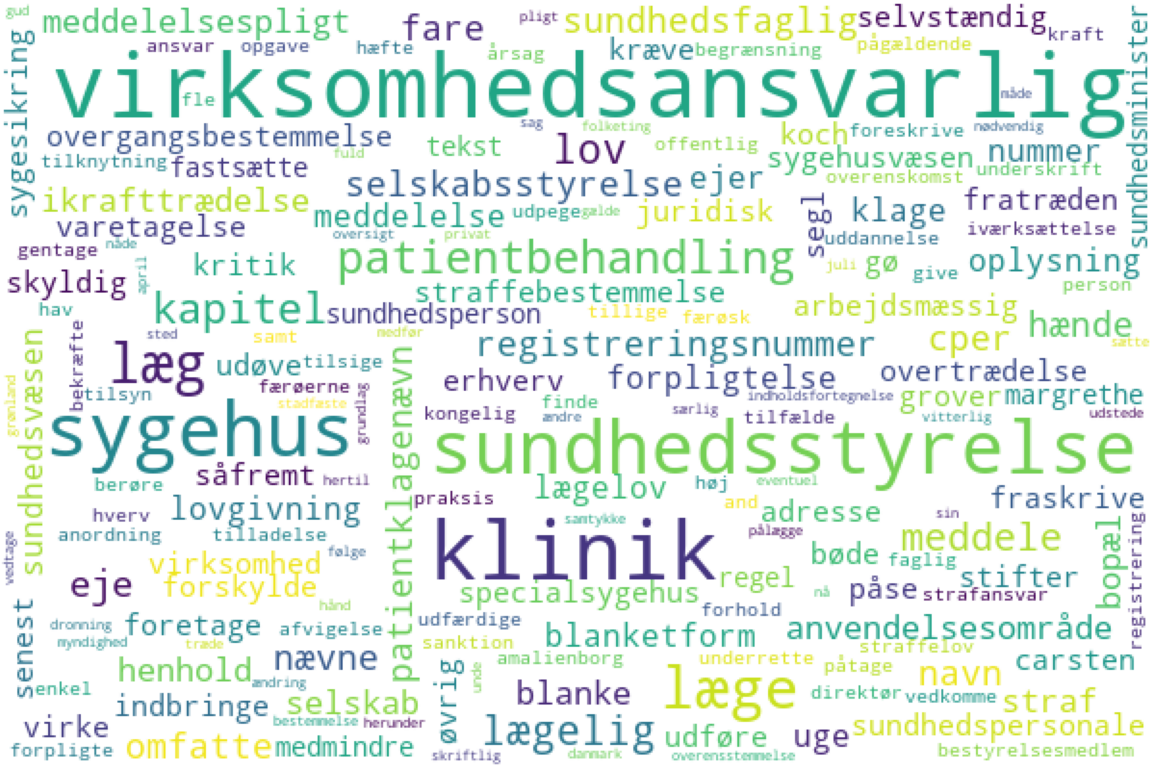 gud
meddelelsespligt
fare
pligt
sundhedsfaglig
selvstændig
kraft
ansvar
opgave
hæfte
årsag
kræve
begrænsning
pågældende
sygesikring
virksomhedsansvarlig
sundhedsminister
fle
måde
overgangsbestemmelse
sag
folketing
koch
foreskrive
nødvendig
tilknytning
fastsætte
fuld
tekst
lov
offentlig
sygehusvæsen
nummer
ikrafttrædelse
selskabsstyrelse
ejer
overenskomst
underskrift
varetagelse
meddelelse
udpege
gælde
juridisk
segl
klage
fratræden
gentage
nåde
oversigt
privat
uddannelse
iværksættelse
skyldig
april
kritik
patientbehandling
juli
gø
give
oplysning
hav
kapitel
straffebestemmelse
arbejdsmæssig
person
sundhedsperson
tillige
færøsk
hænde
sted
samt
medfør
registreringsnummer
cper
sætte
sundhedsvæsen
bekræfte
læg
udøve
tilsige
erhverv
forpligtelse
overtrædelse
grønland
tilsyn
færøerne
patientklagenævn
finde
indholdsfortegnelse
grover
margrethe
stadfæste
grundlag
kongelig
ændre
særlig
tilfælde
vitterlig
udstede
sygehus
sundhedsstyrelse
såfremt
hertil
berøre
lægelov
høj
eventuel
praksis
and
fraskrive
hverv
lovgivning
samtykke
adresse
sin
anordning
tilladelse
klinik
pålægge
meddele
bopæl
registrering
vedtage
følge
virksomhed
bøde
faglig
eje
forskylde
specialsygehus
regel
påse
stifter
strafansvar
nå
senest
hånd
forhold
dronning
foretage
afvigelse
udfærdige
blanketform
anvendelsesområde
myndighed
træde
sanktion
straffelov
henhold
nævne
amalienborg
underrette
påtage
navn
carsten
enkel
ændring
øvrig
unde
blanke
læge
direktør
vedkomme
straf
indbringe
selskab
virke
bestemmelse
herunder
lægelig
udføre
uge
sundhedspersonale
forpligte
omfatte
medmindre
skriftlig
danmark
overensstemmelse
bestyrelsesmedlem